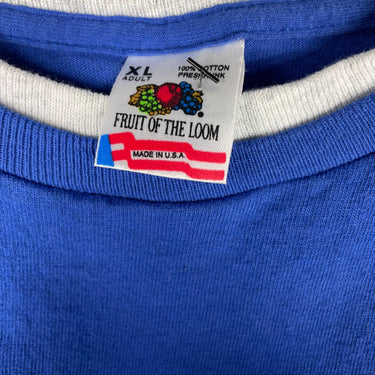 XL
ADULT
100% COTTON
PRESHRUNK
FRUIT OF THE LOOM
MADE IN U.S.A.